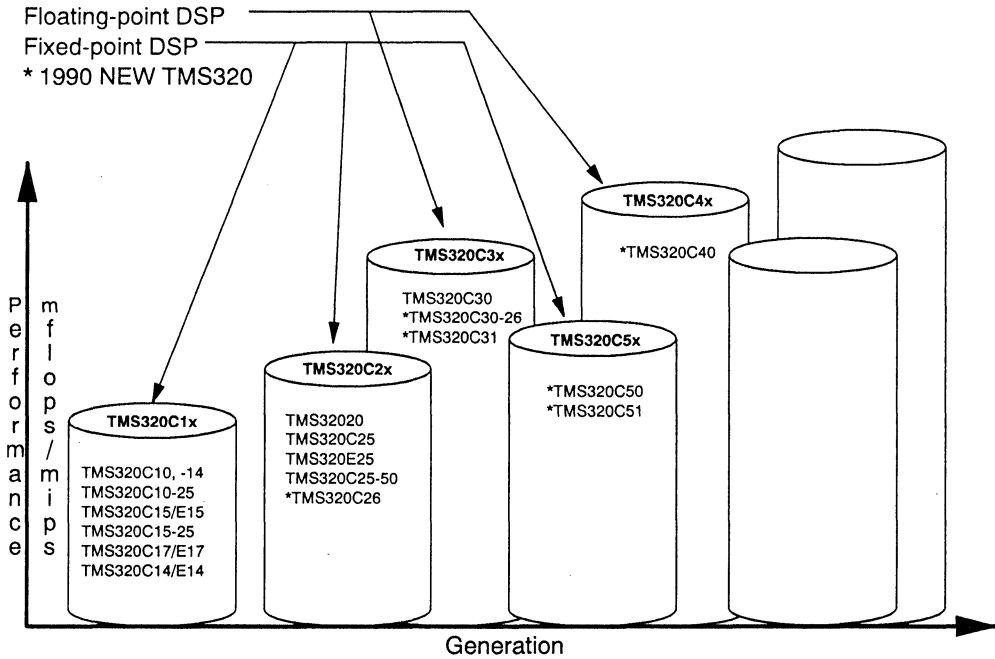 Floating-point DSP
Fixed-point DSP
* 1990 NEW TMS320
TMS320C4x
*TMS320C40
TMS320C3x
TMS320C30
*TMS320C30-26
*TMS320C31
TMS320C5x
*TMS320C50
*TMS320C51
TMS320C2x
TMS32020
TMS320C25
TMS320E25
TMS320C25-50
*TMS320C26
TMS320C1x
TMS320C10, -14
TMS320C10-25
TMS320C15/E15
TMS320C15-25
TMS320C17/E17
TMS320C14/E14
Performance
mflops/mips
Generation